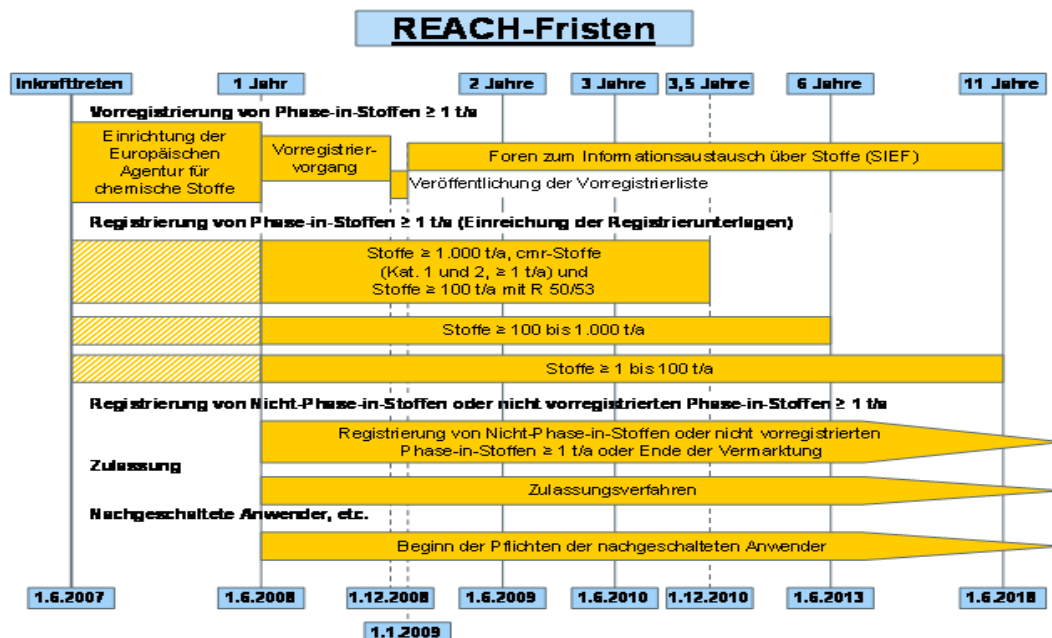 REACH-Fristen
Inkrafttreten
1 Jahr
2 Jahre
3 Jahre
3,5 Jahre
6 Jahre
11 Jahre
Vorregistrierung von Phase-in-Stoffen ≥ 1 t/a
Einrichtung der
Europäischen
Agentur für
chemische Stoffe
Vorregistrier-
vorgang
Foren zum Informationsaustausch über Stoffe (SIEF)
Veröffentlichung der Vorregistrierliste
Registrierung von Phase-in-Stoffen ≥ 1 t/a (Einreichung der Registrierunterlagen)
Stoffe ≥ 1.000 t/a, cmr-Stoffe
(Kat. 1 und 2, ≥ 1 t/a) und
Stoffe ≥ 100 t/a mit R 50/53
Stoffe ≥ 100 bis 1.000 t/a
Stoffe ≥ 1 bis 100 t/a
Registrierung von Nicht-Phase-in-Stoffen oder nicht vorregistrierten Phase-in-Stoffen ≥ 1 t/a
Registrierung von Nicht-Phase-in-Stoffen oder nicht vorregistrierten
Phase-in-Stoffen ≥ 1 t/a oder Ende der Vermarktung
Zulassung
Zulassungsverfahren
Nachgeschaltete Anwender, etc.
Beginn der Pflichten der nachgeschalteten Anwender
1.6.2007
1.6.2008
1.12.2008
1.6.2009
1.6.2010
1.12.2010
1.6.2013
1.6.2018
1.1.2009